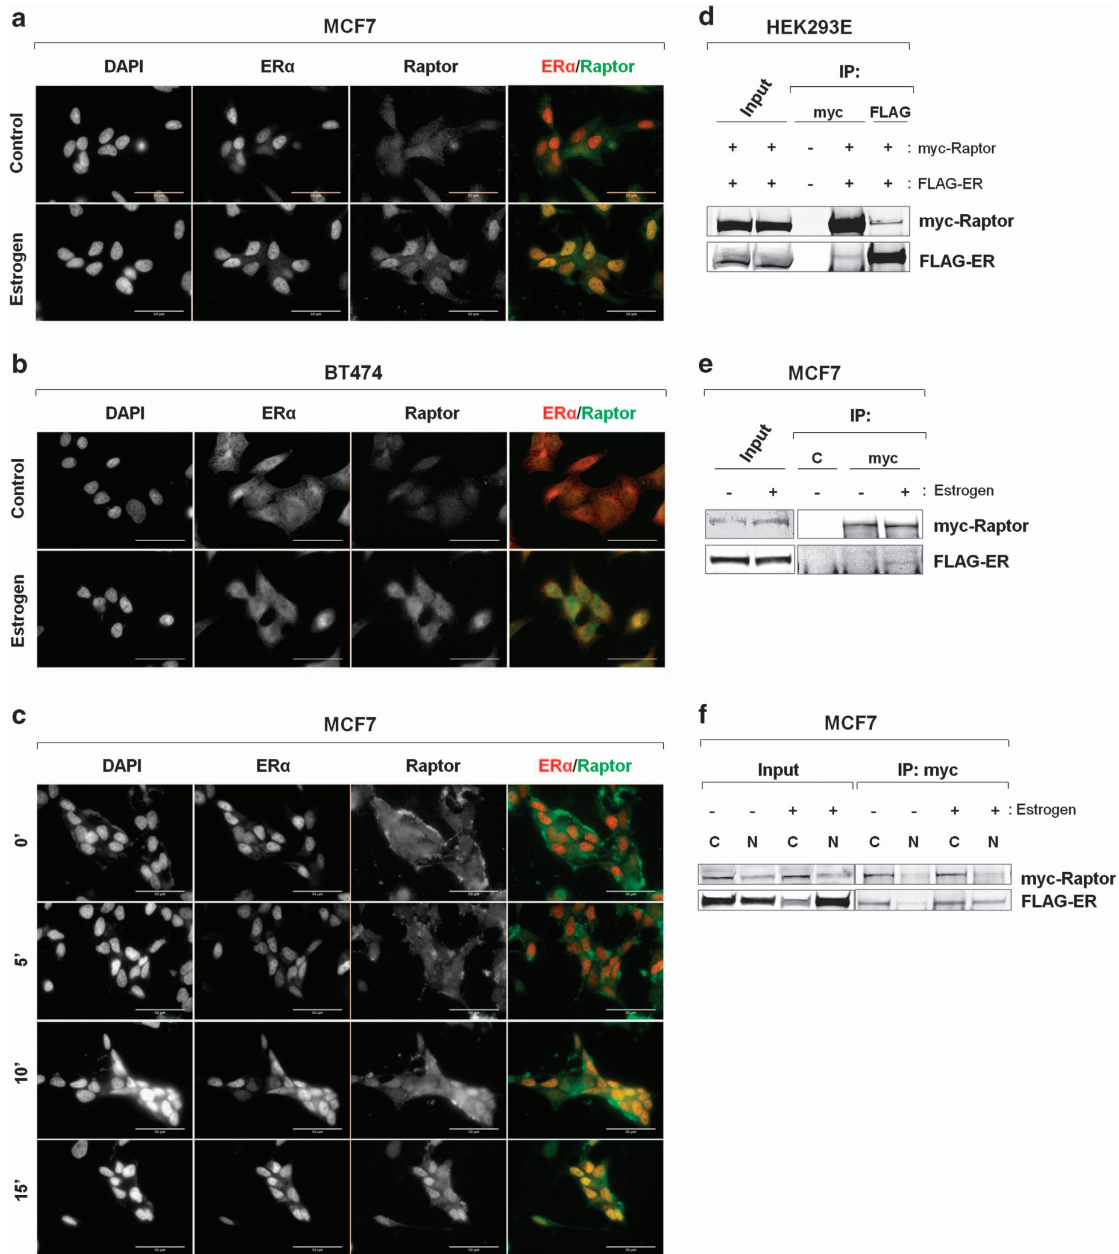 a
MCF7
DAPI ERα Raptor ERα/Raptor
Control
Estrogen
b
BT474
DAPI ERα Raptor ERα/Raptor
Control
Estrogen
c
MCF7
DAPI ERα Raptor ERα/Raptor
0'
5'
10'
15'
d
HEK293E
IP:
Input myc FLAG
+ + - + + : myc-Raptor
+ + - + + : FLAG-ER
myc-Raptor
FLAG-ER
e
MCF7
IP:
Input C myc
- + - - + : Estrogen
myc-Raptor
FLAG-ER
f
MCF7
Input IP: myc
- - + + - - + + : Estrogen
C N C N C N C N
myc-Raptor
FLAG-ER